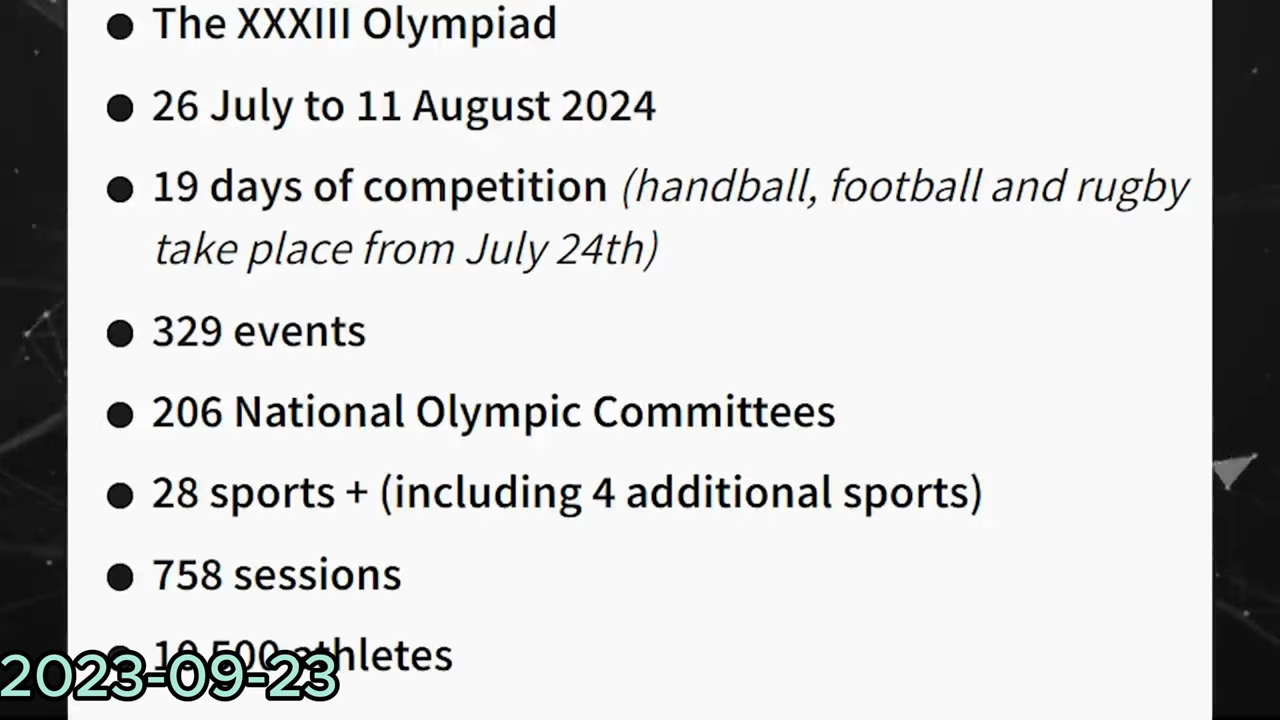 The XXXIII Olympiad
26 July to 11 August 2024
19 days of competition (handball, football and rugby
take place from July 24th)
329 events
206 National Olympic Committees
28 sports + (including 4 additional sports)
758 sessions
10,500 athletes
2023-09-23